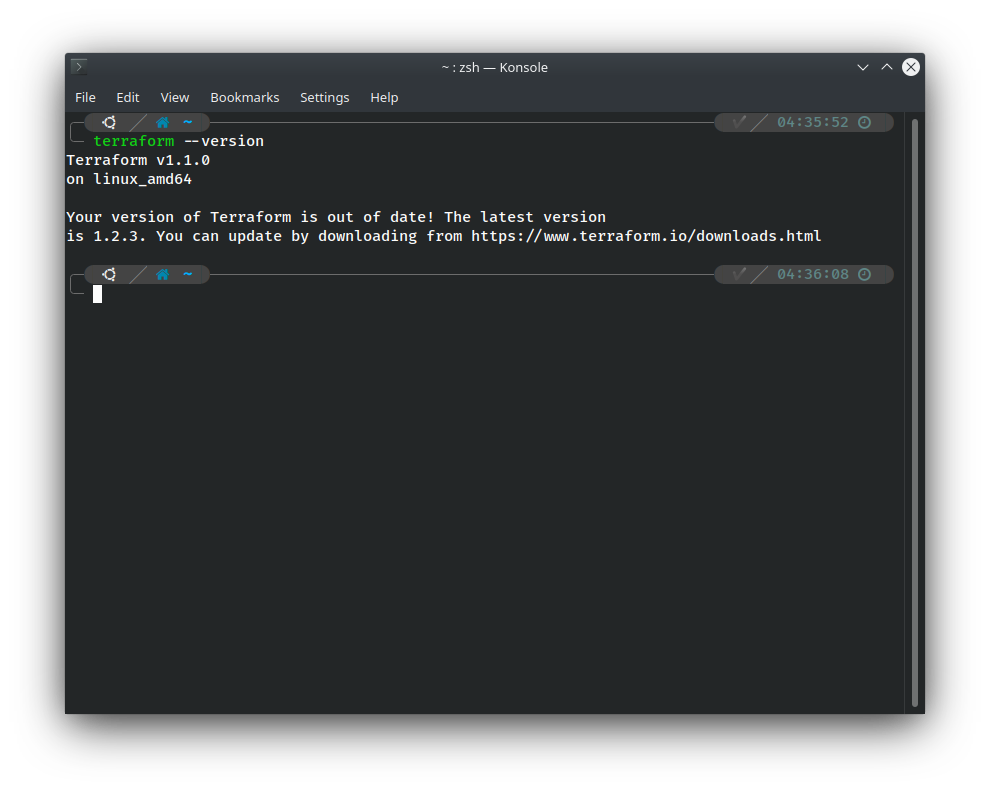 ~ : zsh — Konsole
File Edit View Bookmarks Settings Help
~ 04:35:52
terraform --version
Terraform v1.1.0
on linux_amd64
Your version of Terraform is out of date! The latest version
is 1.2.3. You can update by downloading from https://www.terraform.io/downloads.html
~ 04:36:08